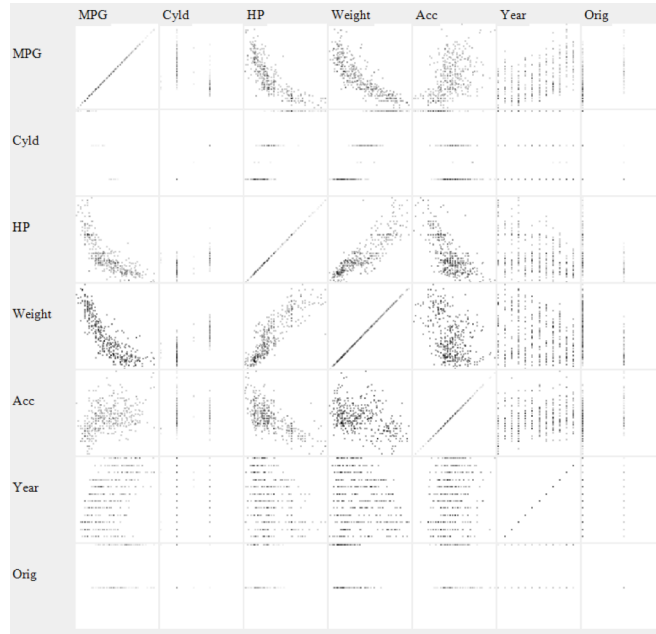 MPG Cyld HP Weight Acc Year Orig
MPG
Cyld
HP
Weight
Acc
Year
Orig